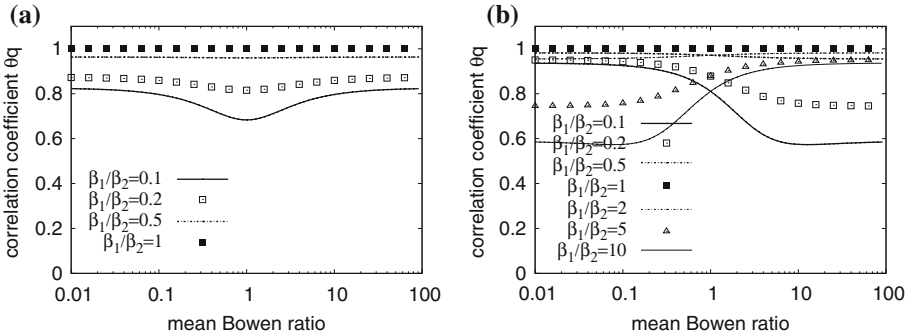 (a)
correlation coefficient θq
1
0.8
0.6
0.4
0.2
0
β1/β2=0.1
β1/β2=0.2
β1/β2=0.5
β1/β2=1
0.01 0.1 1 10 100
mean Bowen ratio
(b)
correlation coefficient θq
1
0.8
0.6
0.4
0.2
0
β1/β2=0.1
β1/β2=0.2
β1/β2=0.5
β1/β2=1
β1/β2=2
β1/β2=5
β1/β2=10
0.01 0.1 1 10 100
mean Bowen ratio